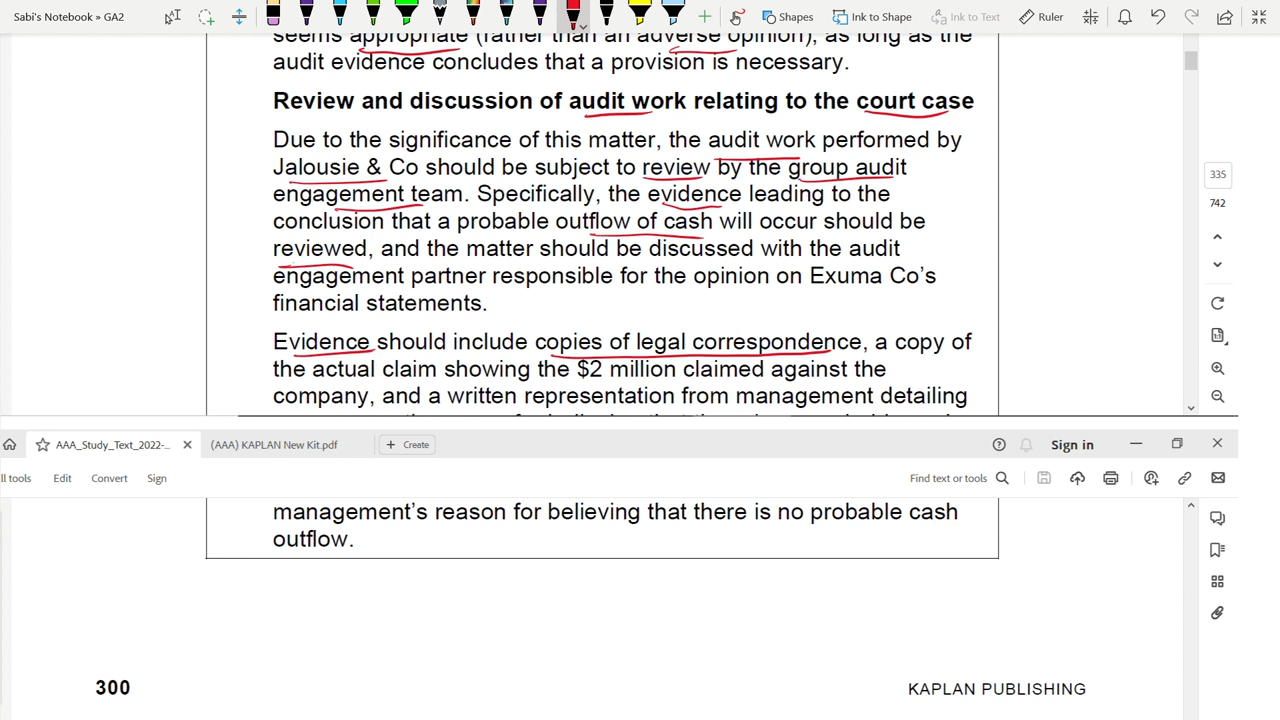 Sabi's Notebook » GA2
Shapes
Ink to Shape
Ink to Text
Ruler
seems appropriate (rather than an adverse opinion), as long as the
audit evidence concludes that a provision is necessary.
Review and discussion of audit work relating to the court case
Due to the significance of this matter, the audit work performed by
Jalousie & Co should be subject to review by the group audit
engagement team. Specifically, the evidence leading to the
conclusion that a probable outflow of cash will occur should be
reviewed, and the matter should be discussed with the audit
engagement partner responsible for the opinion on Exuma Co's
financial statements.
Evidence should include copies of legal correspondence, a copy of
the actual claim showing the $2 million claimed against the
company, and a written representation from management detailing
335
742
AAA_Study_Text_2022-...
(AAA) KAPLAN New Kit.pdf
Create
Sign in
ll tools
Edit
Convert
Sign
Find text or tools
management's reason for believing that there is no probable cash
outflow.
300
KAPLAN PUBLISHING